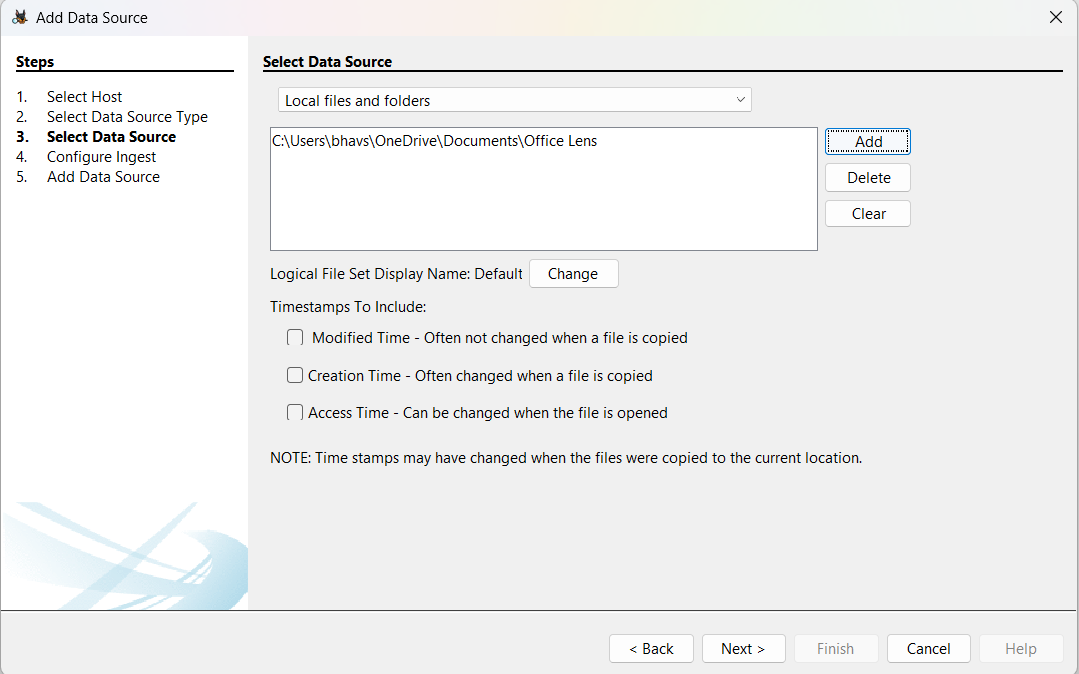 Add Data Source
Steps
1. Select Host
2. Select Data Source Type
3. Select Data Source
4. Configure Ingest
5. Add Data Source
Select Data Source
Local files and folders
C:\Users\bhavs\OneDrive\Documents\Office Lens
Add
Delete
Clear
Logical File Set Display Name: Default Change
Timestamps To Include:
Modified Time - Often not changed when a file is copied
Creation Time - Often changed when a file is copied
Access Time - Can be changed when the file is opened
NOTE: Time stamps may have changed when the files were copied to the current location.
< Back Next > Finish Cancel Help